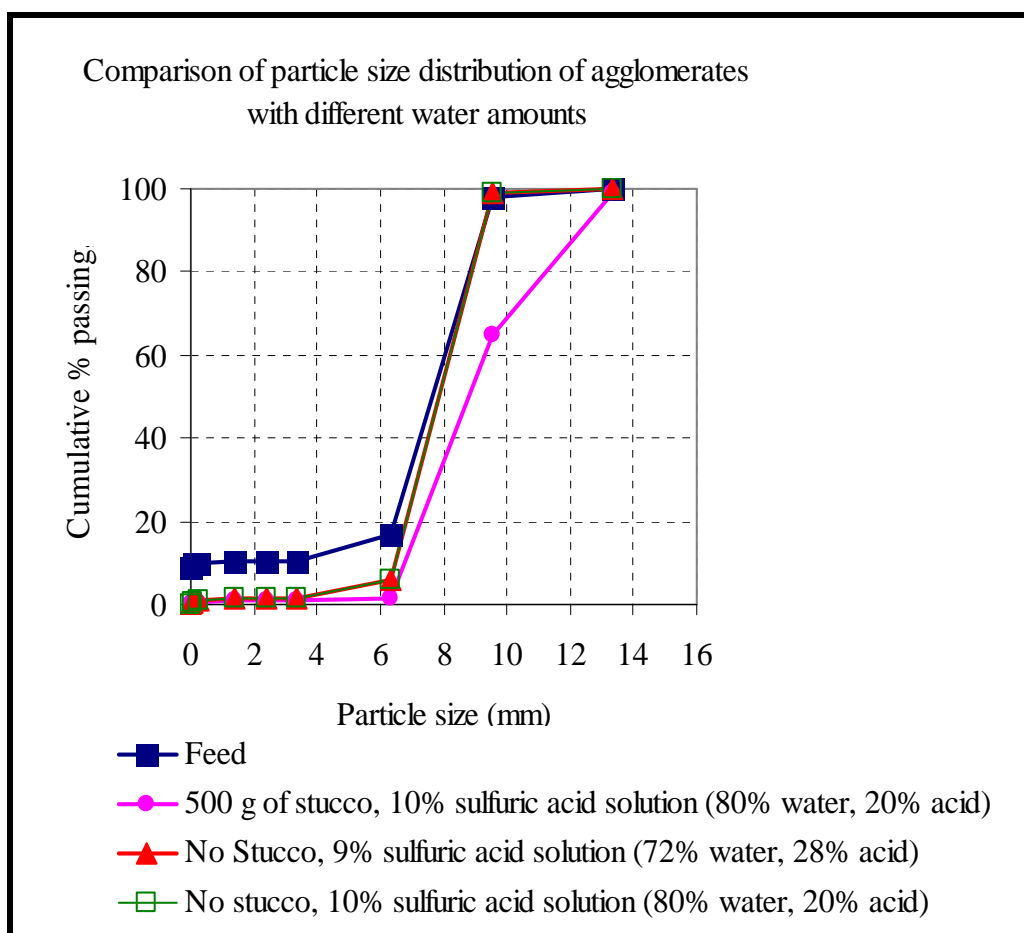 Comparison of particle size distribution of agglomerates
with different water amounts
100
80
60
40
20
0
Cumulative % passing,
0 2 4 6 8 10 12 14 16
Particle size (mm)
Feed
500 g of stucco, 10% sulfuric acid solution (80% water, 20% acid)
No Stucco, 9% sulfuric acid solution (72% water, 28% acid)
No stucco, 10% sulfuric acid solution (80% water, 20% acid)